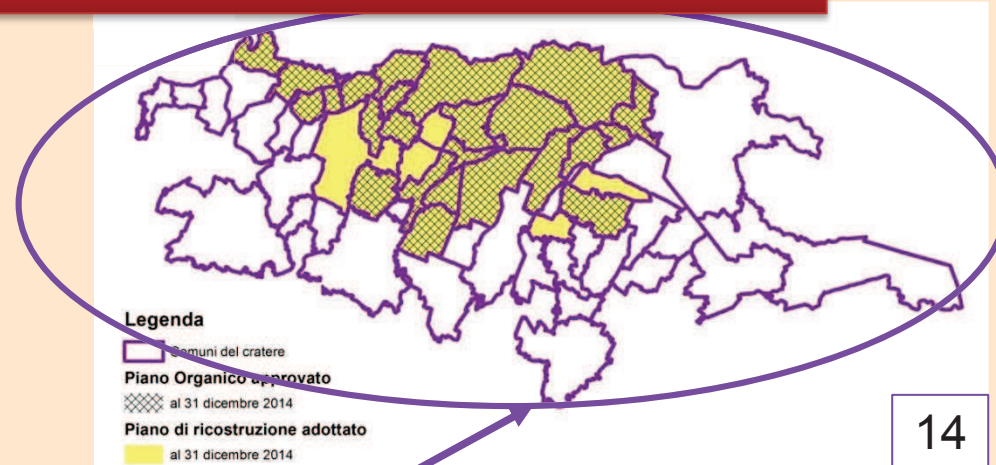 Legenda
Comuni del cratere
Piano Organico approvato
al 31 dicembre 2014
Piano di ricostruzione adottato
al 31 dicembre 2014
14